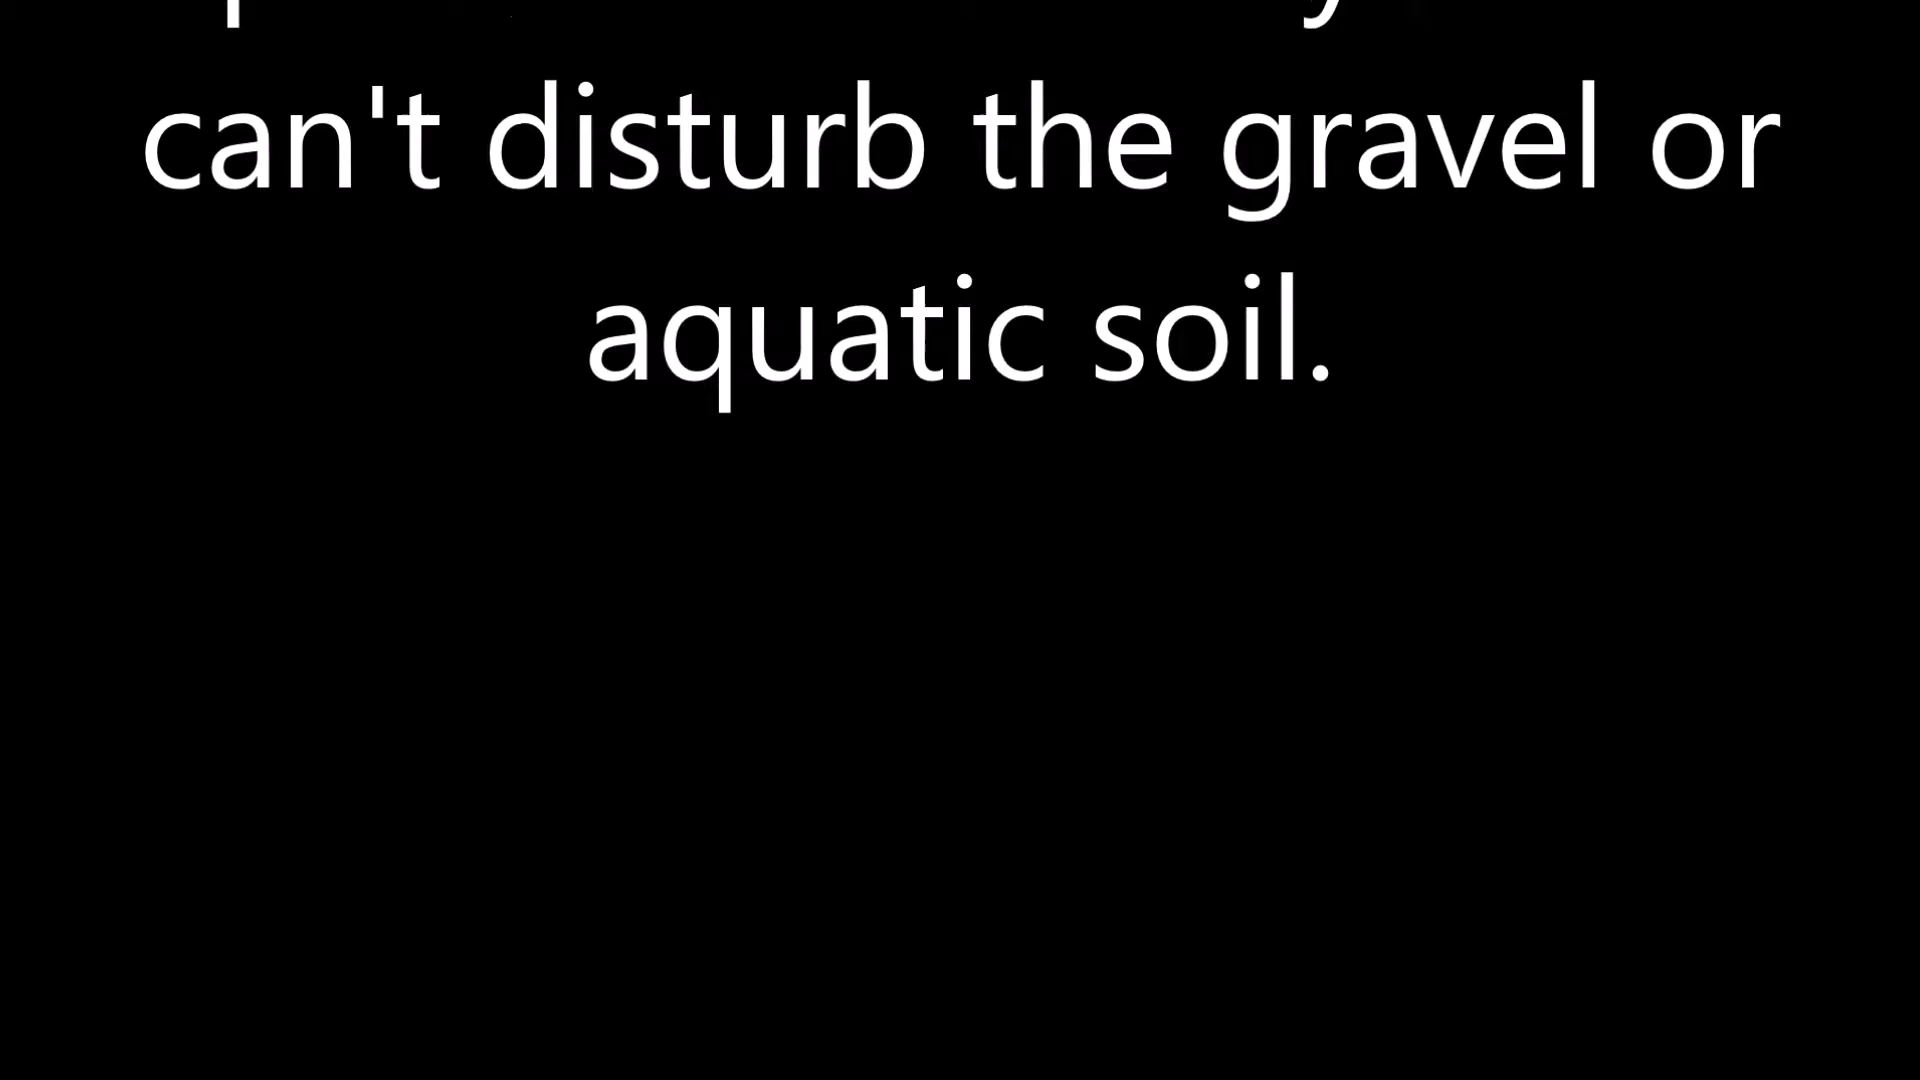 can't disturb the gravel or
aquatic soil.